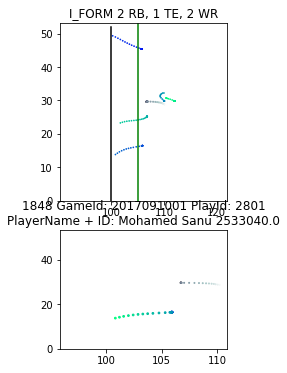 I_FORM 2 RB, 1 TE, 2 WR
50
40
30
20
10
0
100 110 120
1848 GameId: 2017091001 PlayId: 2801
PlayerName + ID: Mohamed Sanu 2533040.0
40
20
0
100 105 110